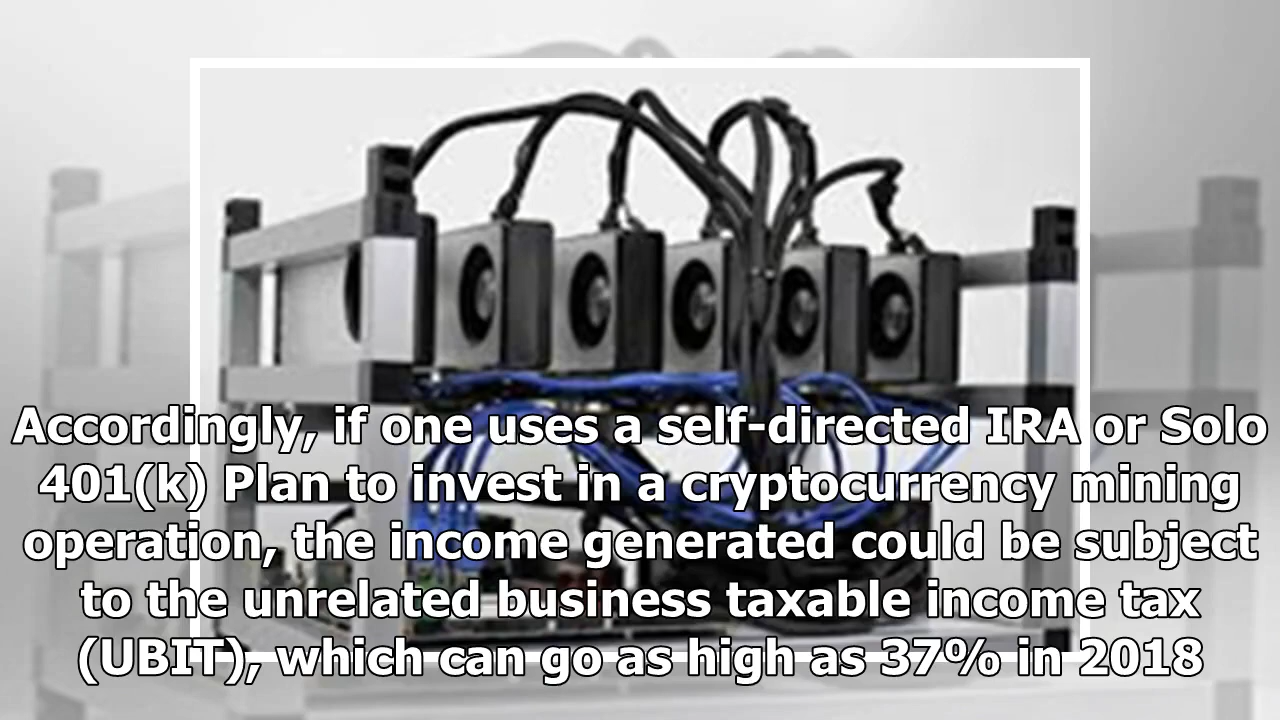 Accordingly, if one uses a self-directed IRA or Solo
401(k) Plan to invest in a cryptocurrency mining
operation, the income generated could be subject
to the unrelated business taxable income tax
(UBIT), which can go as high as 37% in 2018